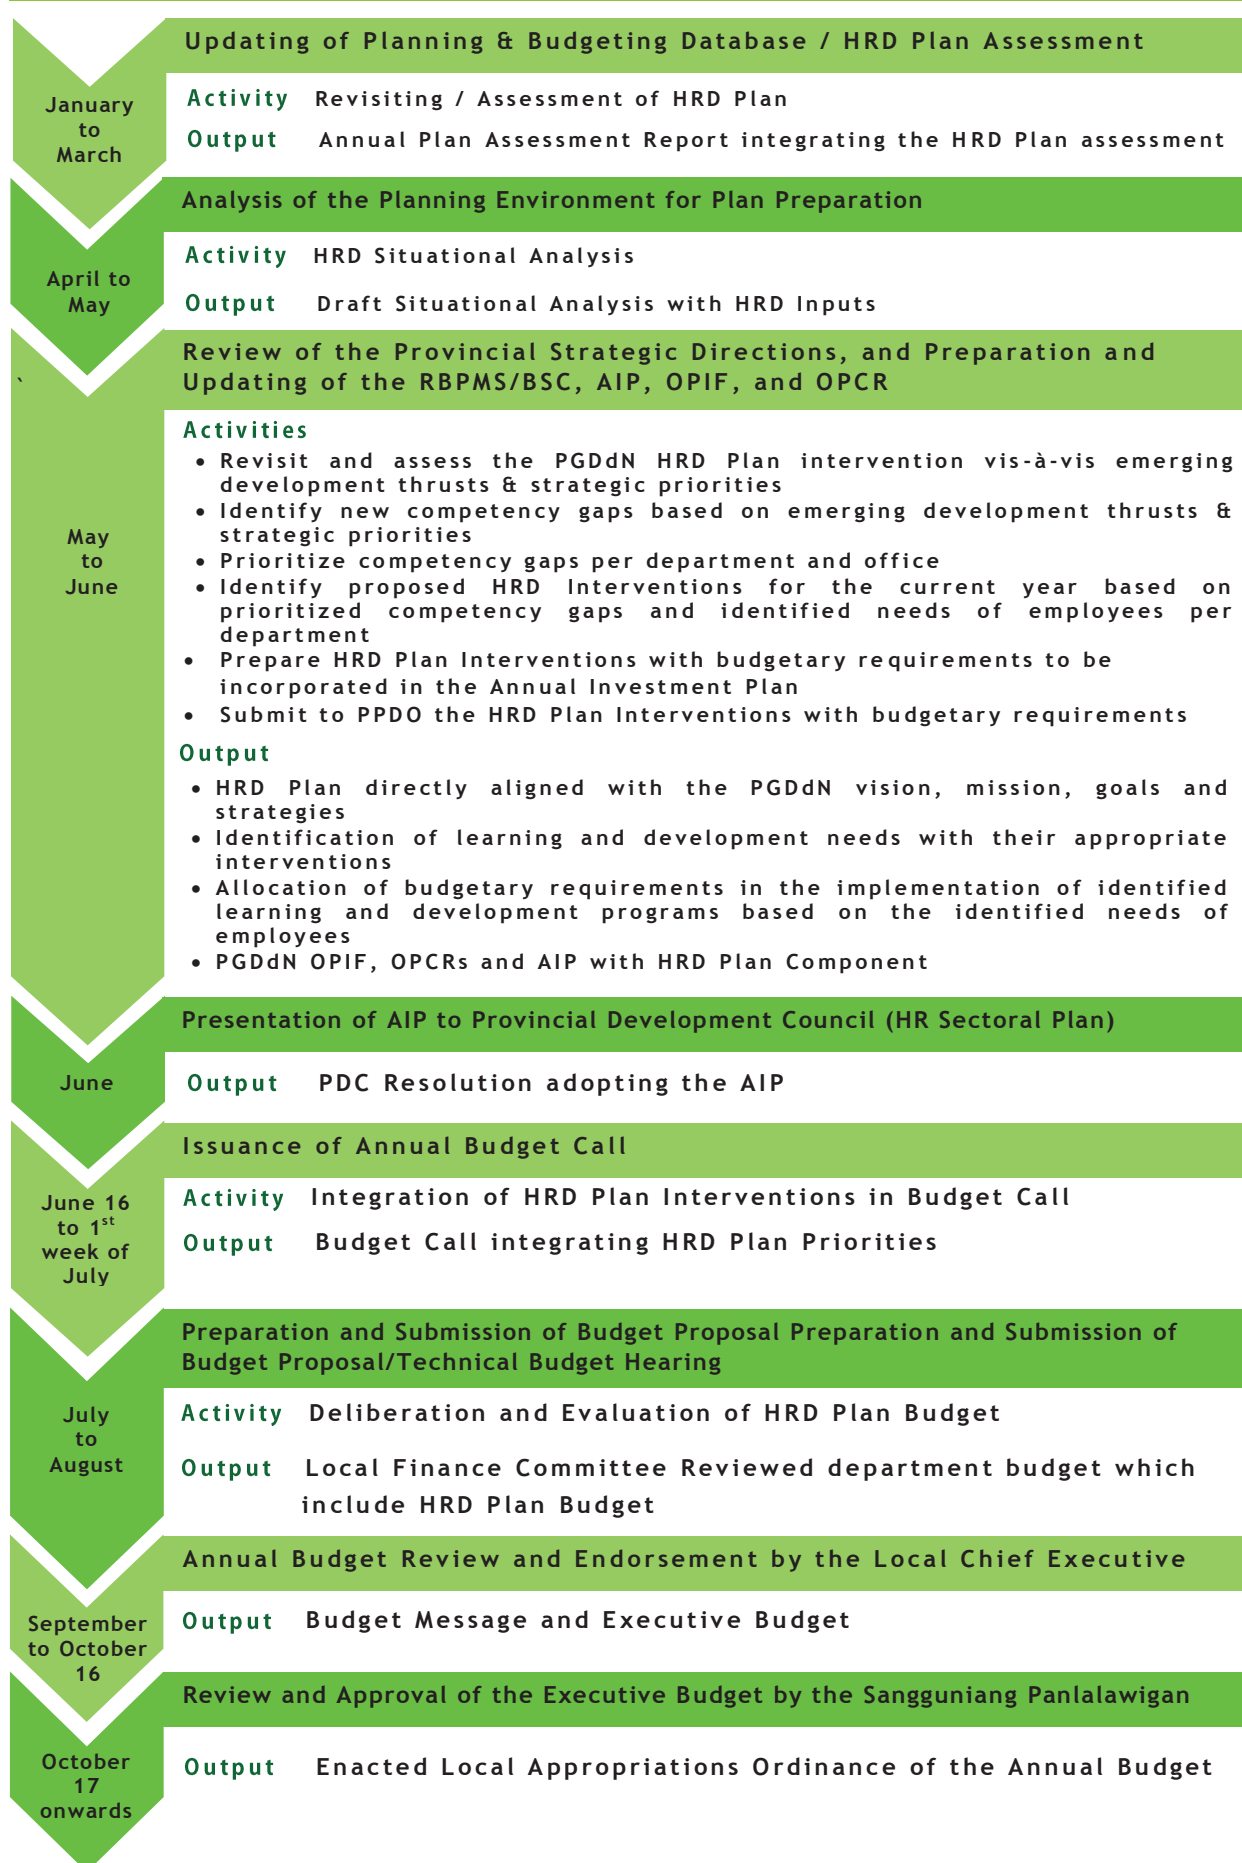 Updating of Planning & Budgeting Database / HRD Plan Assessment
January
to
March
Activity Revisiting / Assessment of HRD Plan
Output Annual Plan Assessment Report integrating the HRD Plan assessment
Analysis of the Planning Environment for Plan Preparation
April to
May
Activity HRD Situational Analysis
Output Draft Situational Analysis with HRD Inputs
Review of the Provincial Strategic Directions, and Preparation and
Updating of the RBPMS/BSC, AIP, OPIF, and OPCR
`
May
to
June
Activities
• Revisit and assess the PGDdN HRD Plan intervention vis-à-vis emerging
development thrusts & strategic priorities
• Identify new competency gaps based on emerging development thrusts &
strategic priorities
• Prioritize competency gaps per department and office
• Identify proposed HRD Interventions for the current year based on
prioritized competency gaps and identified needs of employees per
department
• Prepare HRD Plan Interventions with budgetary requirements to be
incorporated in the Annual Investment Plan
• Submit to PPDO the HRD Plan Interventions with budgetary requirements
Output
• HRD Plan directly aligned with the PGDdN vision, mission, goals and
strategies
• Identification of learning and development needs with their appropriate
interventions
• Allocation of budgetary requirements in the implementation of identified
learning and development programs based on the identified needs of
employees
• PGDdN OPIF, OPCRs and AIP with HRD Plan Component
Presentation of AIP to Provincial Development Council (HR Sectoral Plan)
June
Output PDC Resolution adopting the AIP
Issuance of Annual Budget Call
June 16
to 1st
week of
July
Activity Integration of HRD Plan Interventions in Budget Call
Output Budget Call integrating HRD Plan Priorities
Preparation and Submission of Budget Proposal Preparation and Submission of
Budget Proposal/Technical Budget Hearing
July
to
August
Activity Deliberation and Evaluation of HRD Plan Budget
Output Local Finance Committee Reviewed department budget which
include HRD Plan Budget
Annual Budget Review and Endorsement by the Local Chief Executive
September
to October
16
Output Budget Message and Executive Budget
Review and Approval of the Executive Budget by the Sangguniang Panlalawigan
October
17
onwards
Output Enacted Local Appropriations Ordinance of the Annual Budget